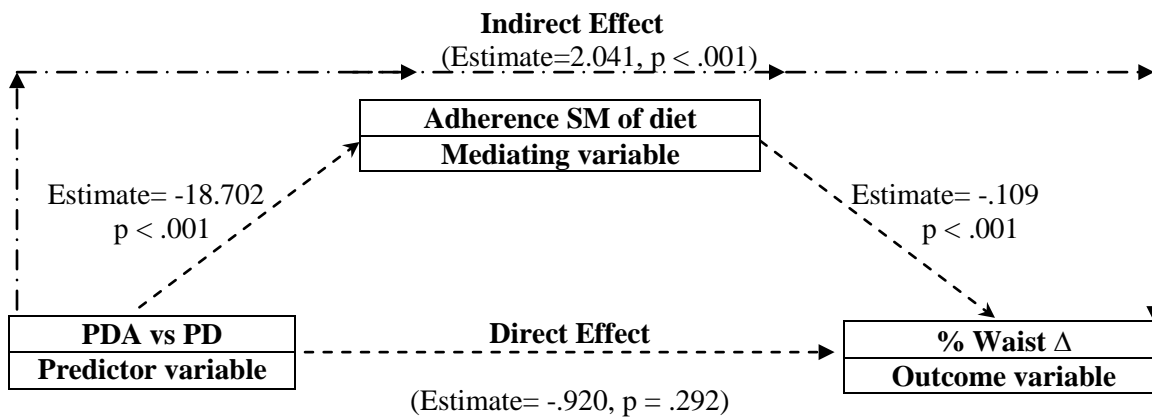 Indirect Effect
(Estimate=2.041, p < .001)
Adherence SM of diet
Mediating variable
Estimate= -18.702
p < .001
Estimate= -.109
p < .001
PDA vs PD
Predictor variable
Direct Effect
(Estimate= -.920, p = .292)
% Waist Δ
Outcome variable